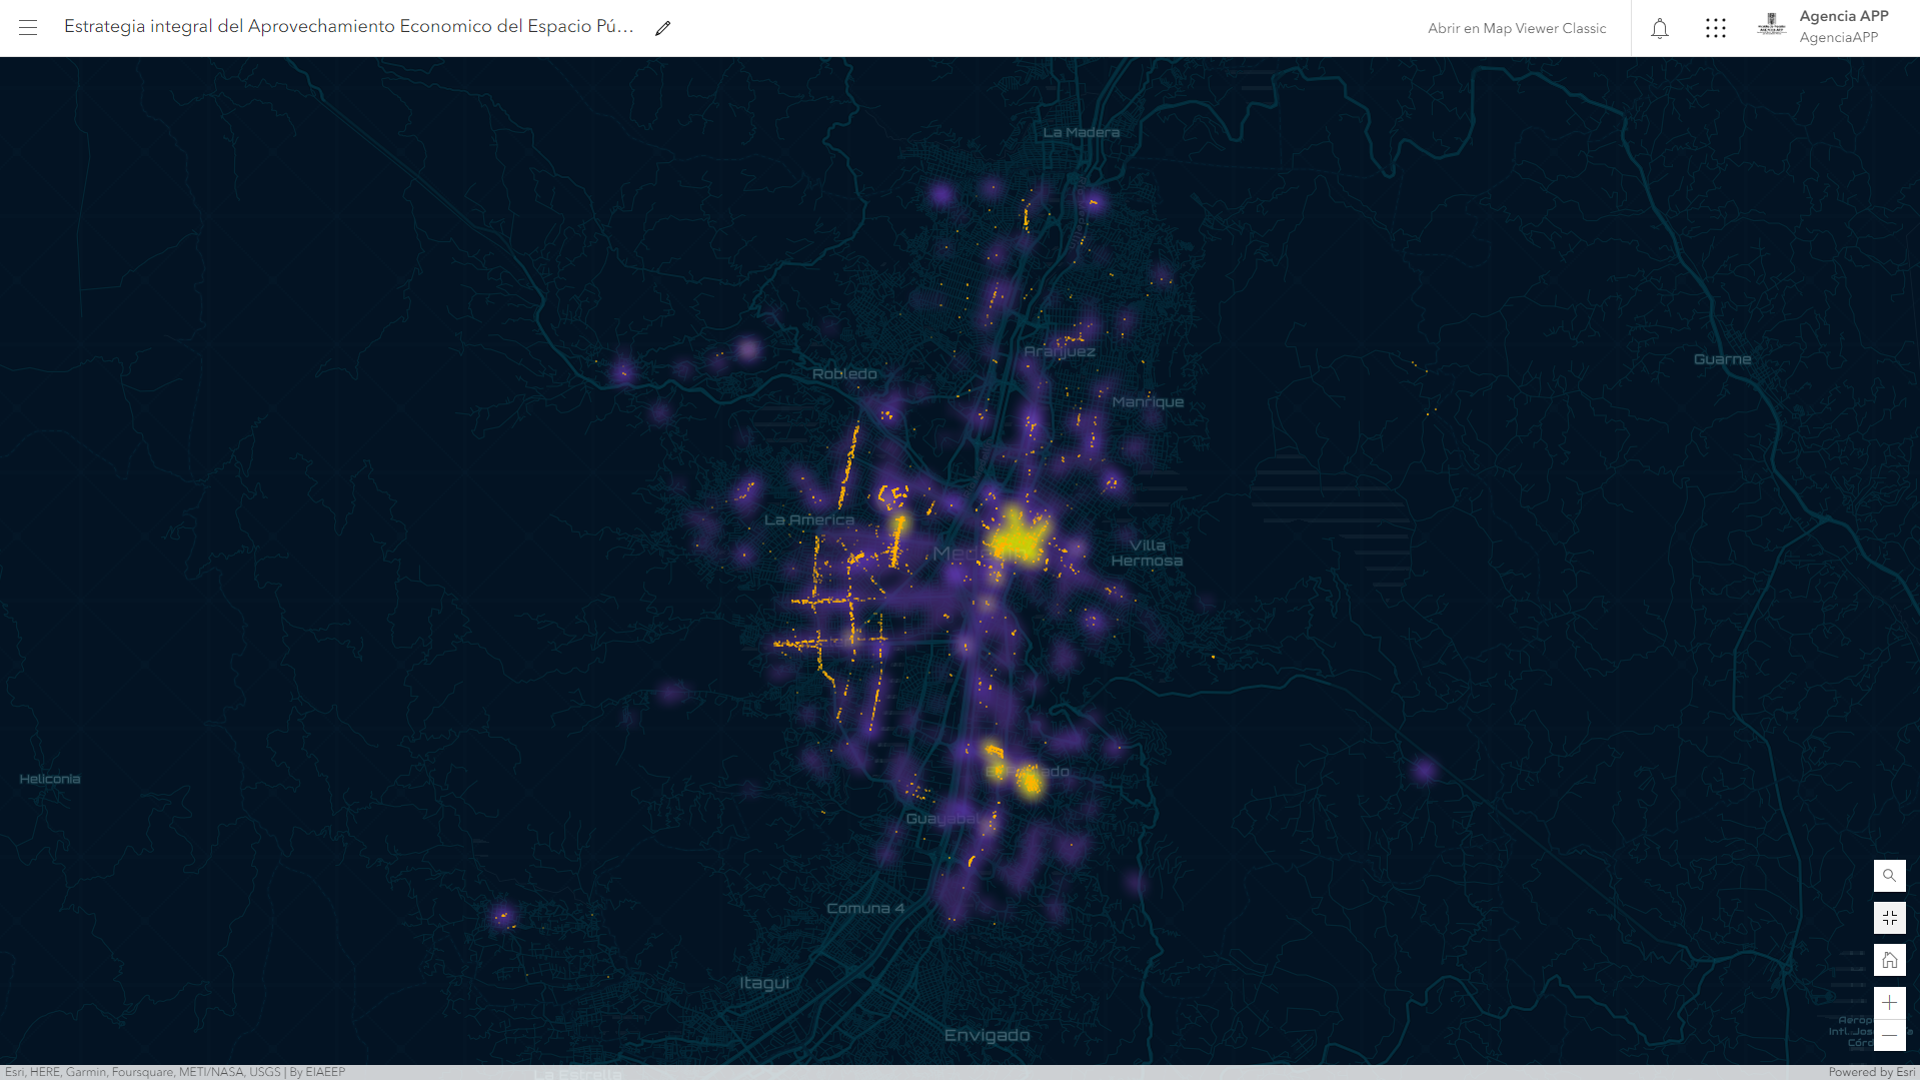 Estrategia integral del Aprovechamiento Economico del Espacio Pú...
Abrir en Map Viewer Classic
Agencia APP
AgenciaAPP
La Madera
Aranjuez
Guarne
Robledo
Manrique
La America
Villa
Hermosa
Heliconia
Guayabal
Comuna 4
Itagui
Envigado
La Estrella
Esri, HERE, Garmin, Foursquare, METI/NASA, USGS | By EIAEEP
Powered by Esri